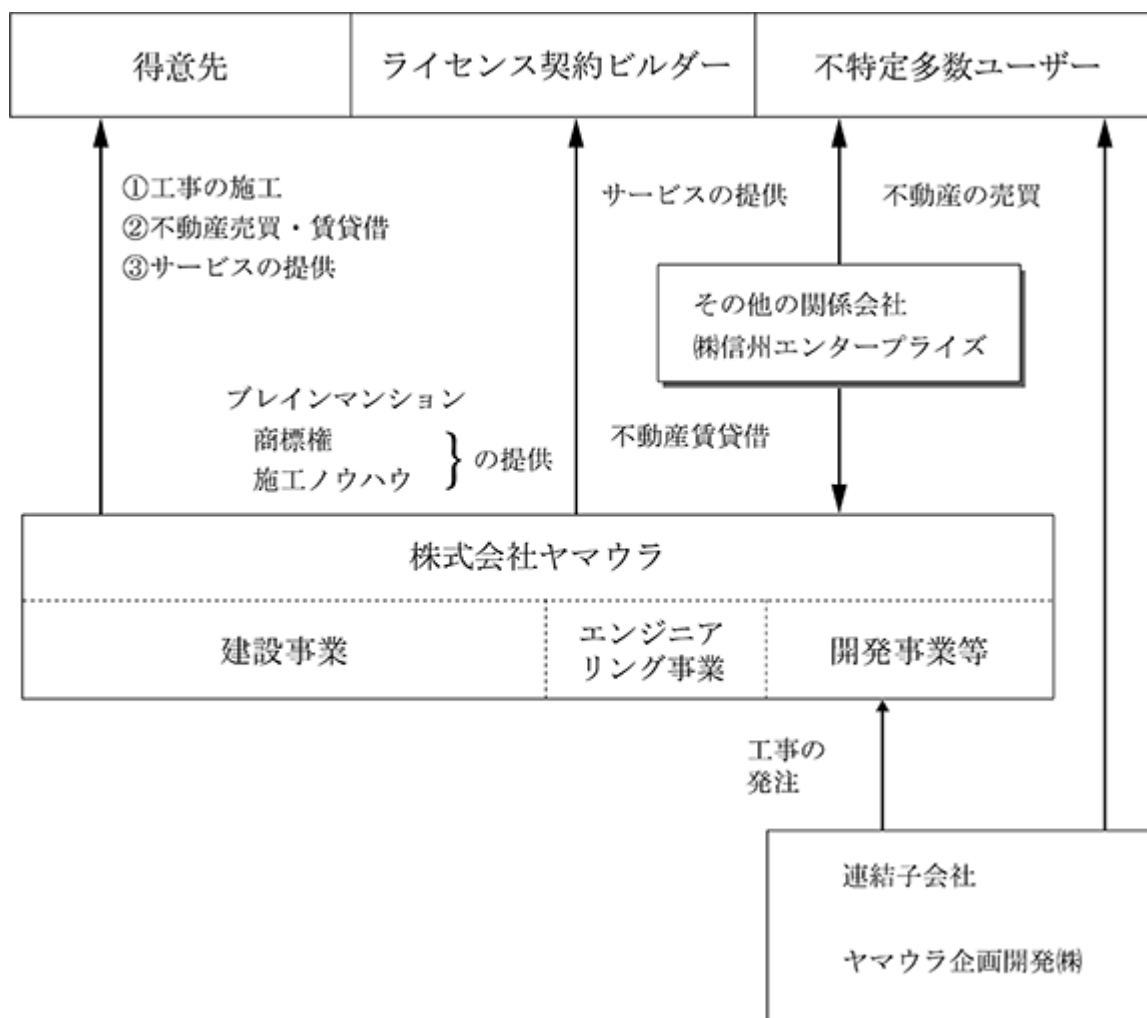 得意先
ライセンス契約ビルダー
不特定多数ユーザー
①工事の施工
②不動産売買・賃貸借
③サービスの提供
サービスの提供
不動産の売買
その他の関係会社
㈱信州エンタープライズ
ブレインマンション
商標権
施工ノウハウ
} の提供
不動産賃貸借
株式会社ヤマウラ
建設事業
エンジニア
リング事業
開発事業等
工事の
発注
連結子会社
ヤマウラ企画開発㈱